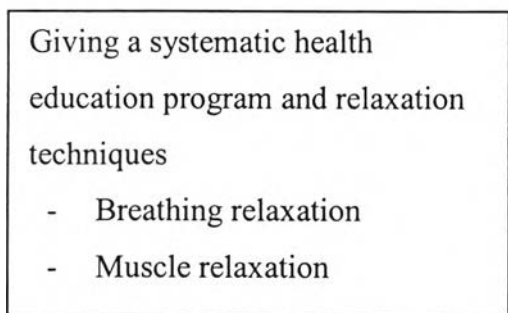 Giving a systematic health
education program and relaxation
techniques
- Breathing relaxation
- Muscle relaxation